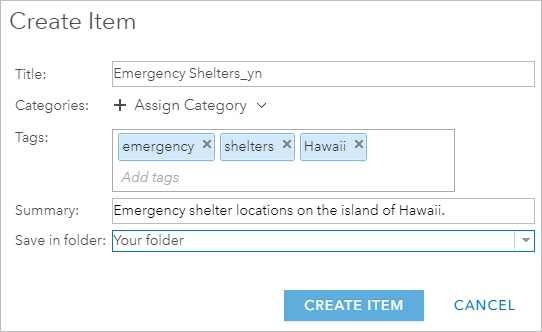 Create Item
Title: Emergency Shelters_yn
Categories: + Assign Category
Tags: emergency × shelters × Hawaii ×
Add tags
Summary: Emergency shelter locations on the island of Hawaii.
Save in folder: Your folder
CREATE ITEM CANCEL